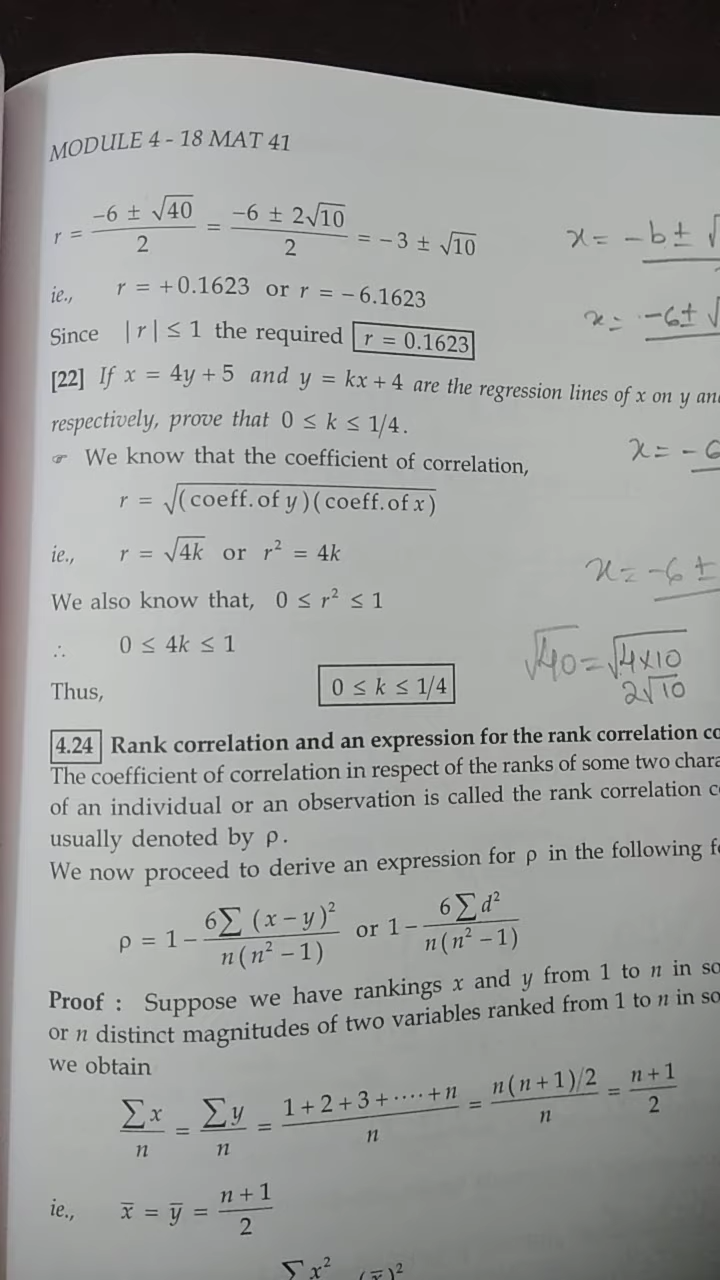 MODULE 4 - 18 MAT 41
r = (-6 ± √40)/2 = (-6 ± 2√10)/2 = -3 ± √10
x = -b ± √
ie., r = +0.1623 or r = -6.1623
x = -6 ± √
Since |r| ≤ 1 the required r = 0.1623
[22] If x = 4y + 5 and y = kx + 4 are the regression lines of x on y
respectively, prove that 0 ≤ k ≤ 1/4.
x = - 6
☞ We know that the coefficient of correlation,
r = √((coeff. of y)(coeff. of x))
ie., r = √4k or r² = 4k
x = -6 ±
We also know that, 0 ≤ r² ≤ 1
∴ 0 ≤ 4k ≤ 1
√40 = √4×10
2√10
Thus, 0 ≤ k ≤ 1/4
4.24 Rank correlation and an expression for the rank correlation
The coefficient of correlation in respect of the ranks of some two
of an individual or an observation is called the rank correlation
usually denoted by ρ.
We now proceed to derive an expression for ρ in the following
ρ = 1 - 6∑(x-y)²/n(n²-1) or 1 - 6∑d²/n(n²-1)
Proof : Suppose we have rankings x and y from 1 to n in
or n distinct magnitudes of two variables ranked from 1 to n in
we obtain
∑x/n = ∑y/n = (1+2+3+····+n)/n = (n(n+1)/2)/n = (n+1)/2
ie., x̄ = ȳ = (n+1)/2
∑x² (x̄)²